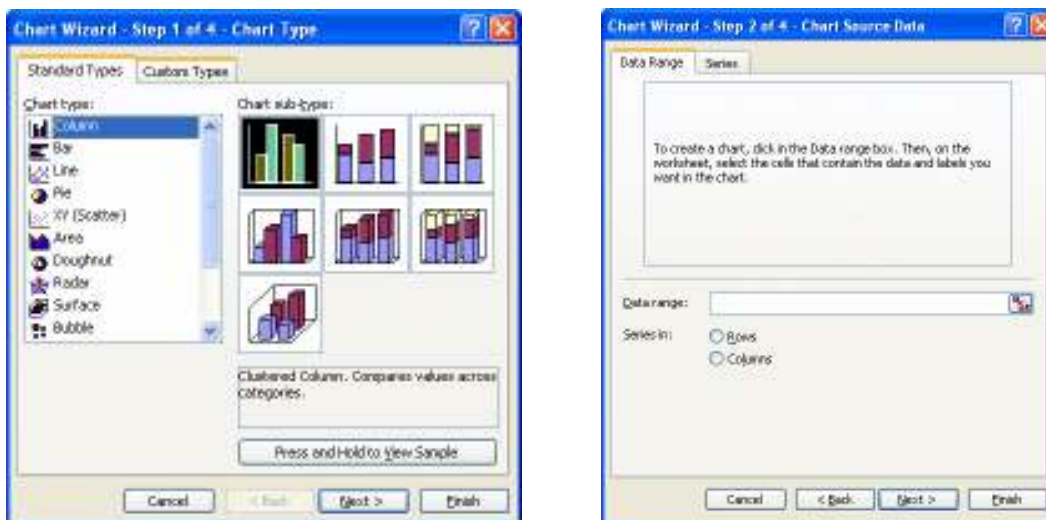 Chart Wizard - Step 1 of 4 - Chart Type
Standard Types
Custom Types
Chart type:
Column
Bar
Line
Pie
XY (Scatter)
Area
Doughnut
Radar
Surface
Bubble
Chart sub-type:
Clustered Column. Compares values across
categories.
Press and Hold to View Sample
Cancel
< Back
Next >
Finish
Chart Wizard - Step 2 of 4 - Chart Source Data
Data Range
Series
To create a chart, click in the Data range box. Then, on the
worksheet, select the cells that contain the data and labels you
want in the chart.
Data range:
Series in:
Rows
Columns
Cancel
< Back
Next >
Finish